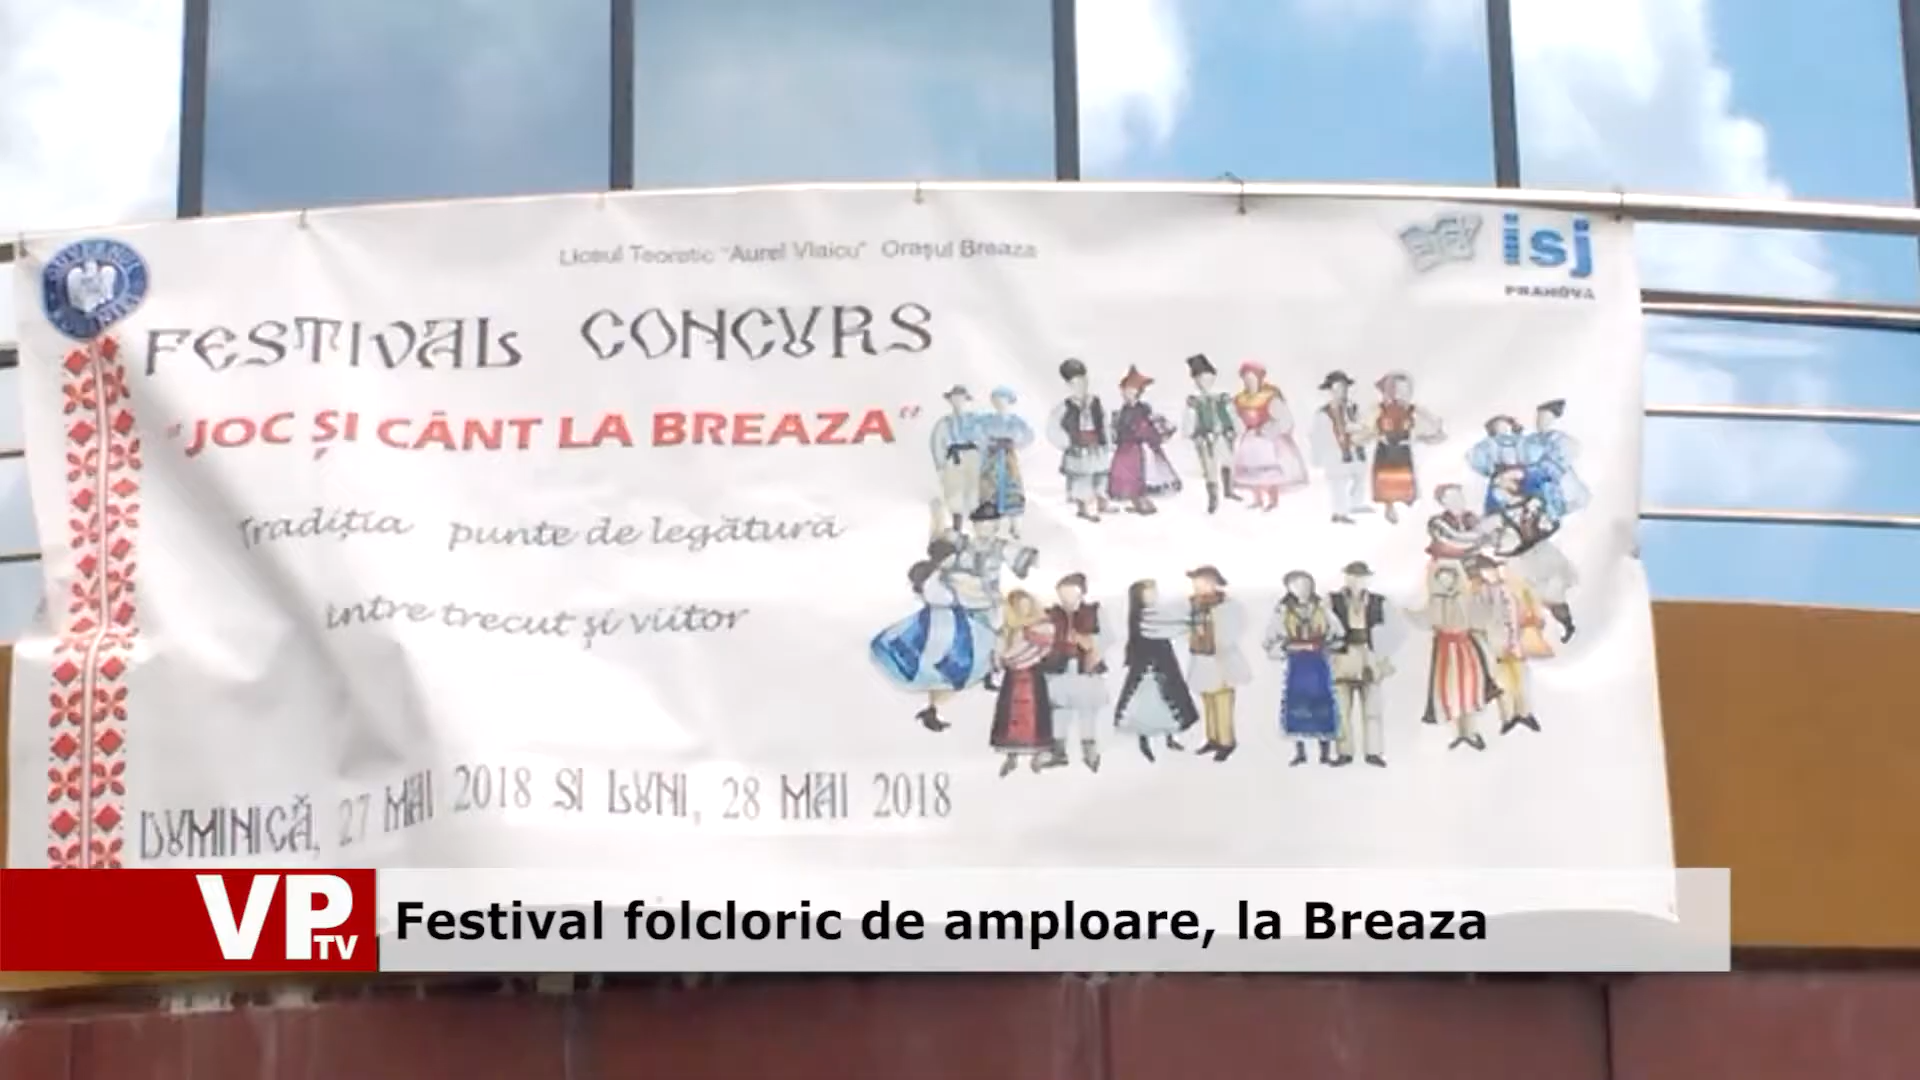 Liceul Teoretic "Aurel Vlaicu" Orașul Breaza
isj
PRAHOVA
FESTIVAL CONCURS
"JOC ȘI CÂNT LA BREAZA"
Tradiția punte de legătură
între trecut și viitor
DUMINICĂ, 27 MAI 2018 SI LUNI, 28 MAI 2018
VP TV
Festival folcloric de amploare, la Breaza